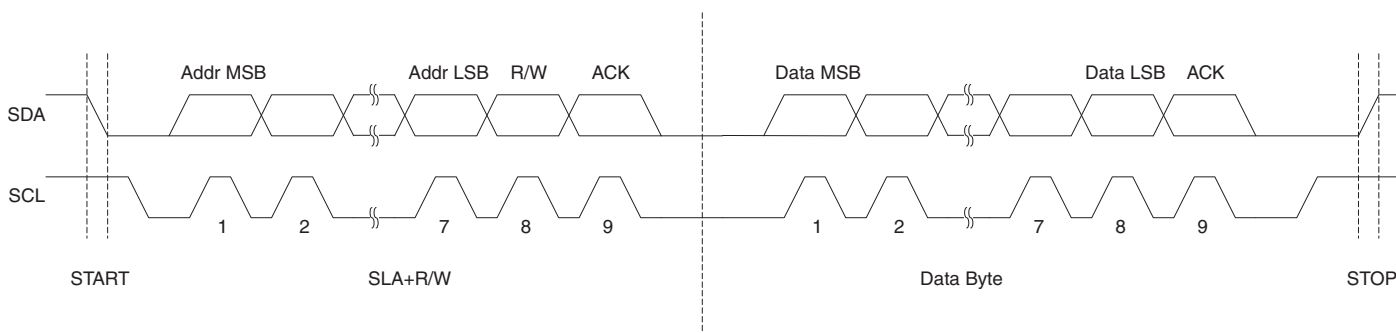 Addr MSB Addr LSB R/W ACK Data MSB Data LSB ACK
SDA
SCL
1 2 7 8 9 1 2 7 8 9
START SLA+R/W Data Byte STOP